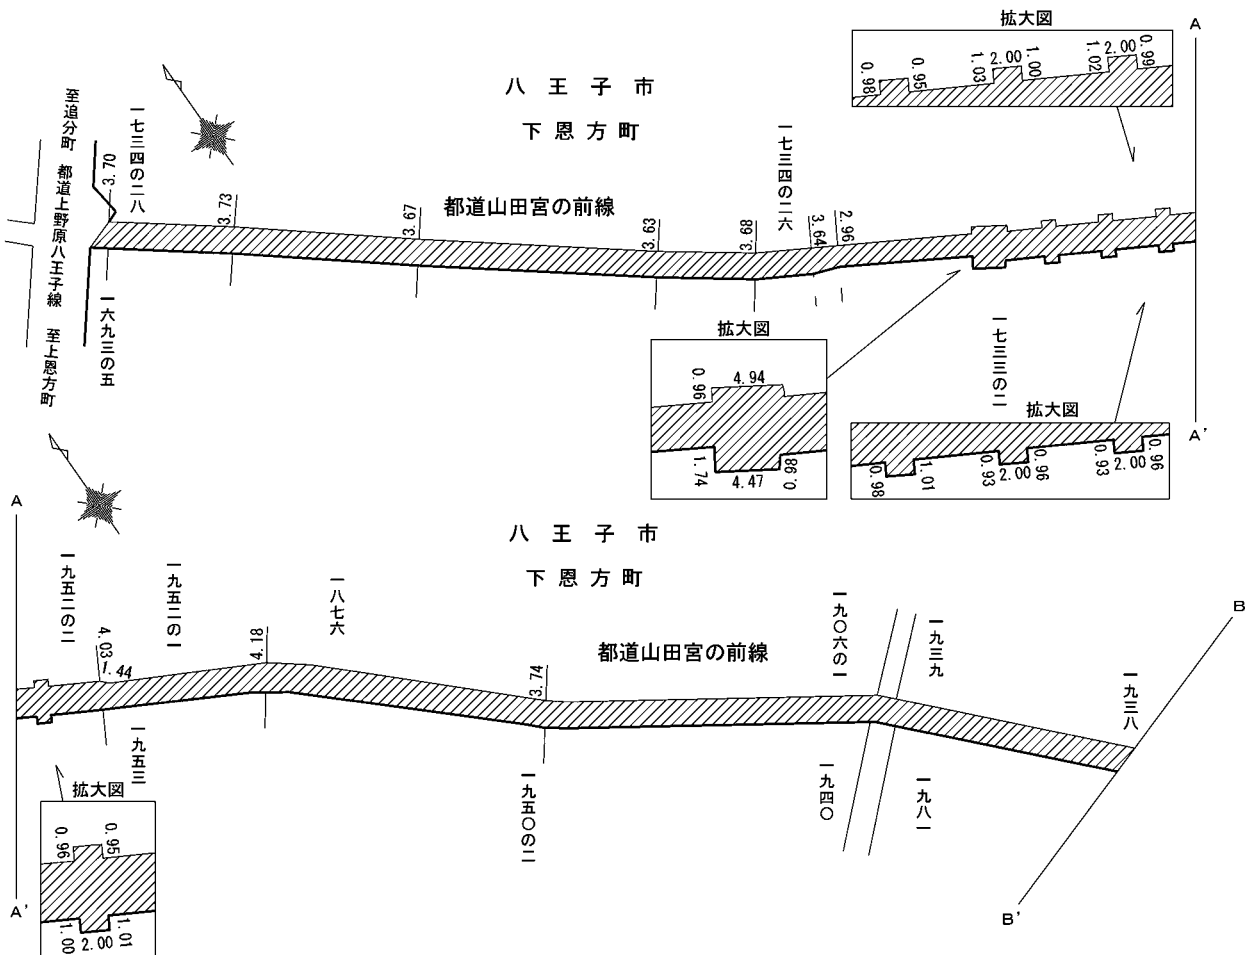 拡大図
A
0.98
0.95
1.03
2.00
1.00
1.02
2.00
0.99
八王子市
下恩方町
至追分町
都道上野原八王子線
至上恩方町
一七三四の二八
3.70
3.73
3.67
都道山田宮の前線
3.63
3.68
一七三四の二六
3.64
2.96
一六九三の五
拡大図
0.96
4.94
1.74
4.47
0.98
一七三三の二
拡大図
0.98
1.01
0.93
2.00
0.96
0.93
2.00
0.96
A'
A
八王子市
下恩方町
一九五二の二
4.03
1.44
一九五二の一
4.18
一八七六
3.74
都道山田宮の前線
一九〇六の一
一九三九
一九三八
B
一九五三
一九五〇の二
一九四〇
一九八一
拡大図
0.96
0.95
1.00
2.00
1.01
A'
B'